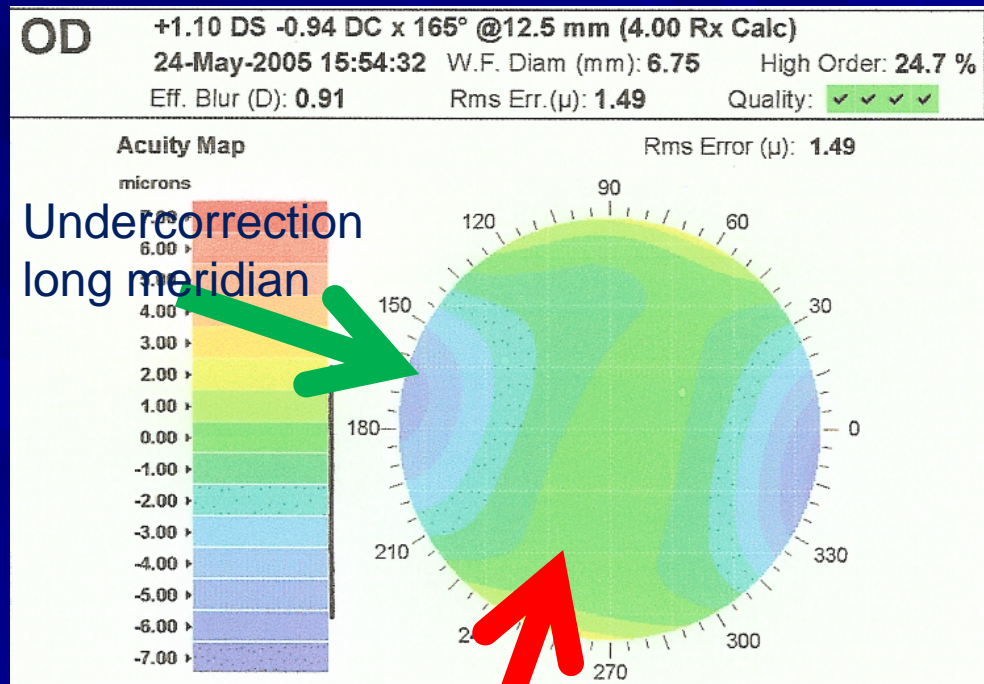 OD
+1.10 DS -0.94 DC x 165° @12.5 mm (4.00 Rx Calc)
24-May-2005 15:54:32 W.F. Diam (mm): 6.75 High Order: 24.7 %
Eff. Blur (D): 0.91 Rms Err.(µ): 1.49 Quality: ✓ ✓ ✓ ✓
Acuity Map
Rms Error (µ): 1.49
microns
Undercorrection
long meridian
6.00
4.00
3.00
2.00
1.00
0.00
-1.00
-2.00
-3.00
-4.00
-5.00
-6.00
-7.00
90
120
60
150
30
180
0
210
330
300
270